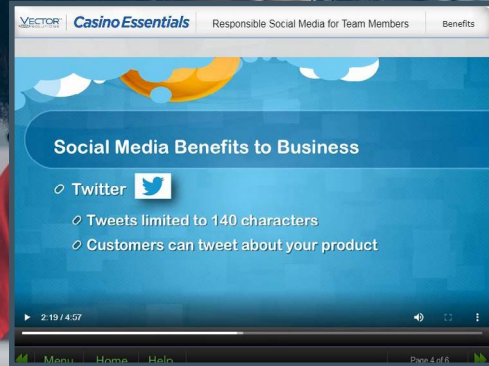 VECTOR SOLUTIONS Casino Essentials Responsible Social Media for Team Members Benefits
Social Media Benefits to Business
Twitter
Tweets limited to 140 characters
Customers can tweet about your product
2:19 / 4:57
Menu Home Help Page 4 of 6